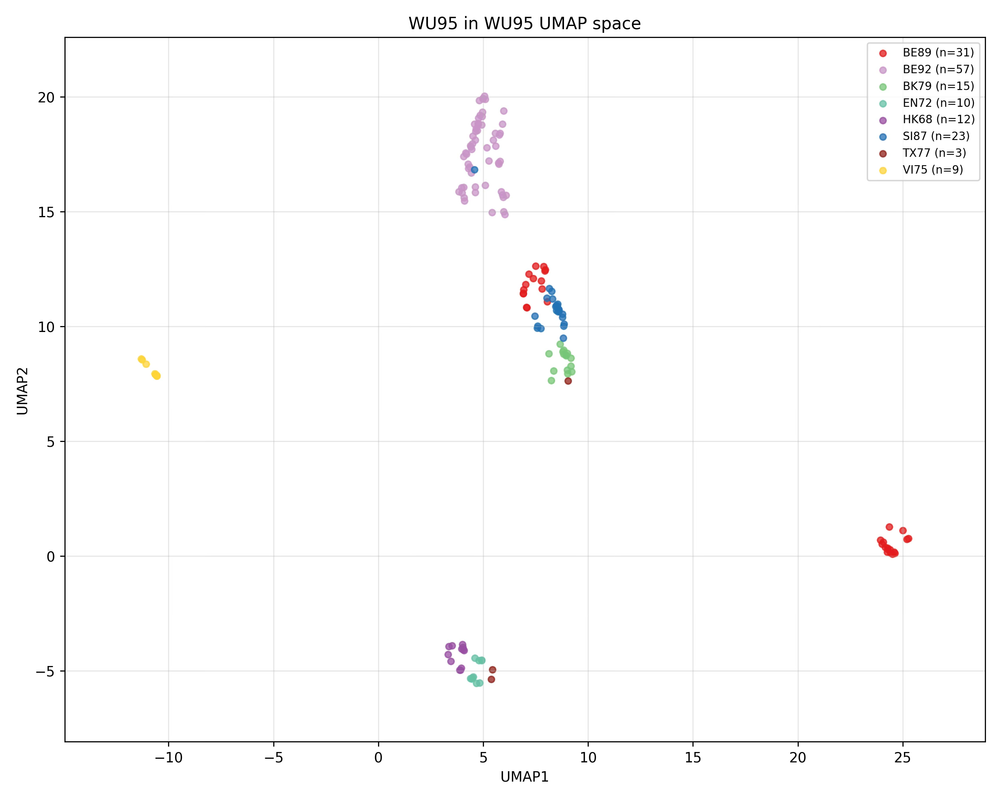 WU95 in WU95 UMAP space
BE89 (n=31)
BE92 (n=57)
BK79 (n=15)
EN72 (n=10)
HK68 (n=12)
SI87 (n=23)
TX77 (n=3)
VI75 (n=9)
20
15
10
5
0
−5
UMAP2
−10
−5
0
5
10
15
20
25
UMAP1